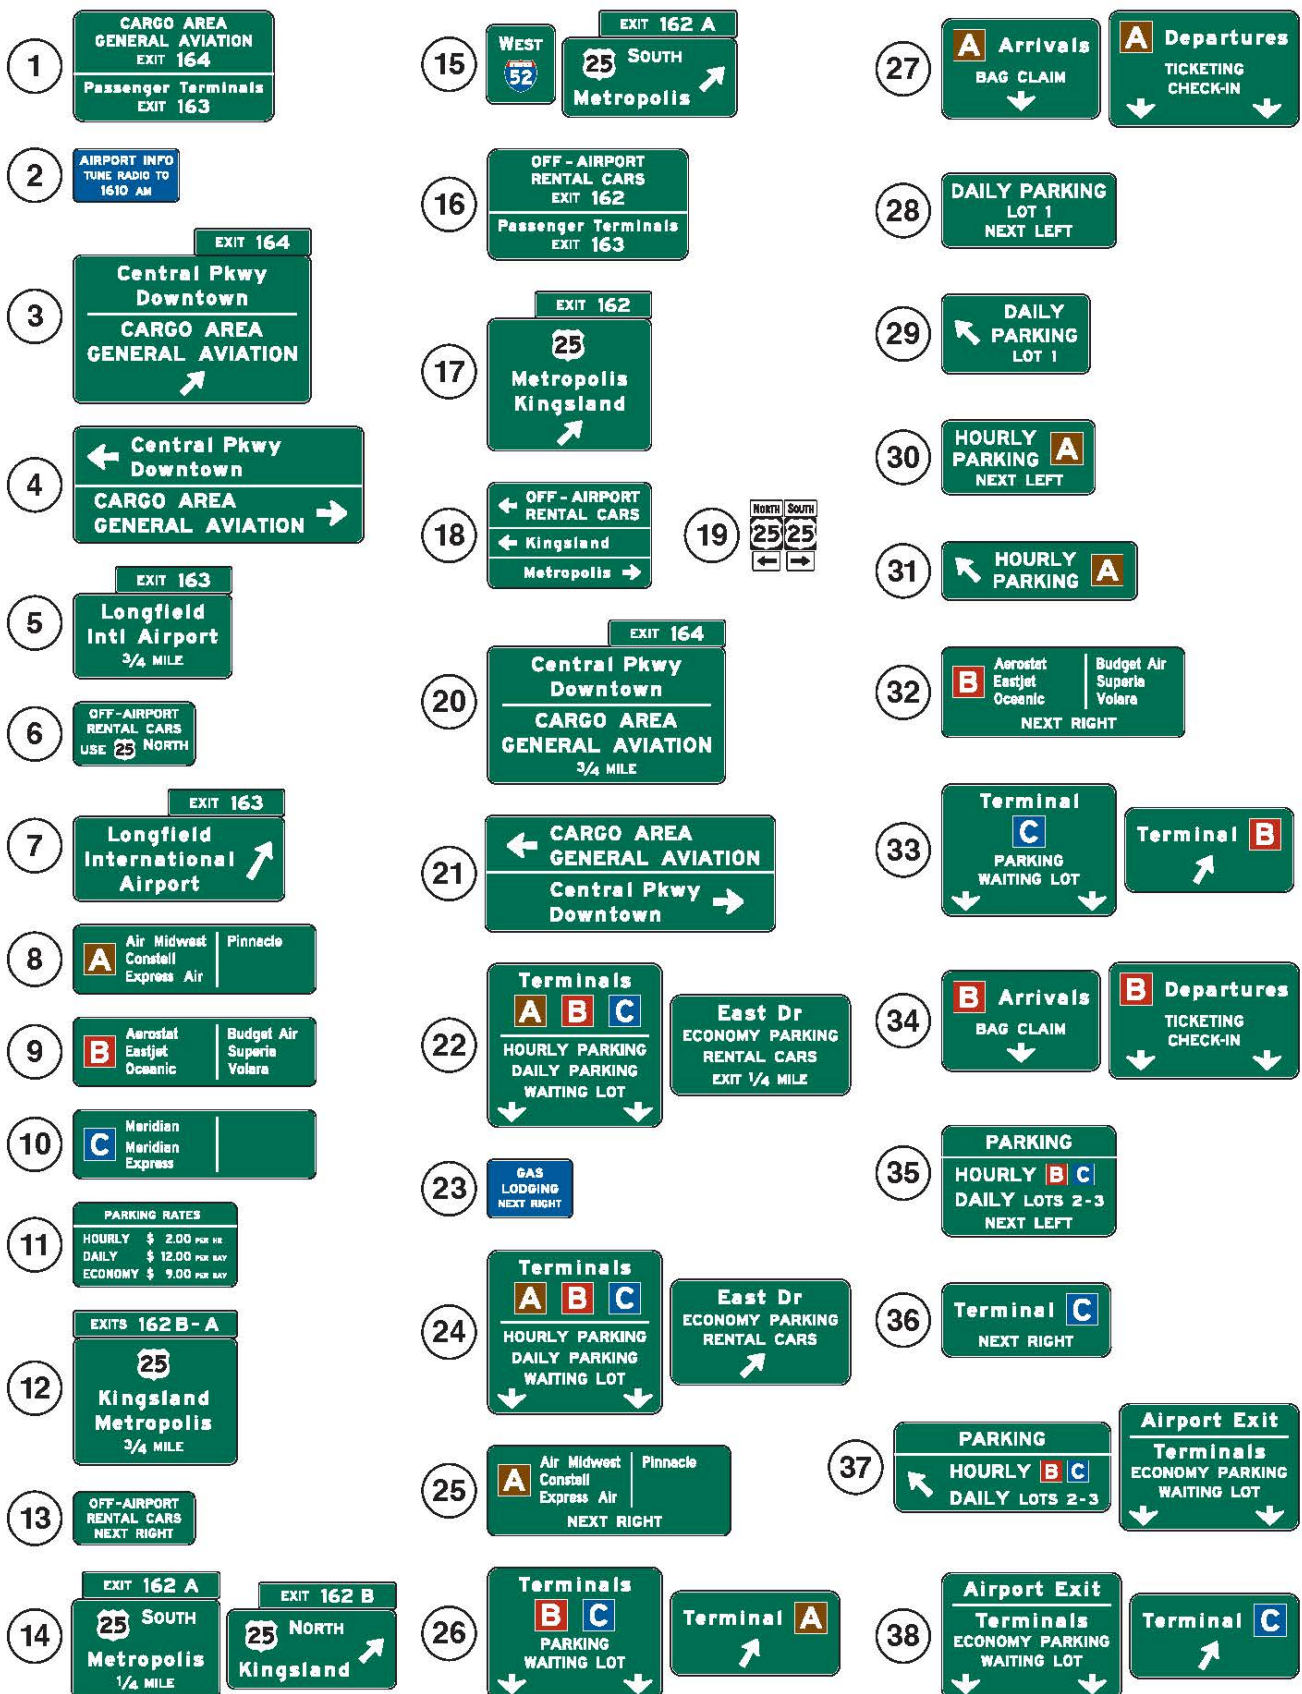 1
CARGO AREA
GENERAL AVIATION
EXIT 164
Passenger Terminals
EXIT 163
2
AIRPORT INFO
TUNE RADIO TO
1610 AM
3
EXIT 164
Central Pkwy
Downtown
CARGO AREA
GENERAL AVIATION
4
Central Pkwy
Downtown
CARGO AREA
GENERAL AVIATION
5
EXIT 163
Longfield
Intl Airport
3/4 MILE
6
OFF-AIRPORT
RENTAL CARS
USE 25 NORTH
7
EXIT 163
Longfield
International
Airport
8
A
Air Midwest
Constell
Express Air
Pinnacle
9
B
Aerostat
Eastjet
Oceanic
Budget Air
Superia
Volara
10
C
Meridian
Meridian
Express
11
PARKING RATES
HOURLY $ 2.00 PER HR
DAILY $ 12.00 PER DAY
ECONOMY $ 9.00 PER DAY
12
EXITS 162 B-A
25
Kingsland
Metropolis
3/4 MILE
13
OFF-AIRPORT
RENTAL CARS
NEXT RIGHT
14
EXIT 162 A
25 SOUTH
Metropolis
1/4 MILE
EXIT 162 B
25 NORTH
Kingsland
15
WEST
52
EXIT 162 A
25 SOUTH
Metropolis
16
OFF-AIRPORT
RENTAL CARS
EXIT 162
Passenger Terminals
EXIT 163
17
EXIT 162
25
Metropolis
Kingsland
18
OFF-AIRPORT
RENTAL CARS
Kingsland
Metropolis
19
NORTH SOUTH
25 25
20
EXIT 164
Central Pkwy
Downtown
CARGO AREA
GENERAL AVIATION
3/4 MILE
21
CARGO AREA
GENERAL AVIATION
Central Pkwy
Downtown
22
Terminals
A B C
HOURLY PARKING
DAILY PARKING
WAITING LOT
East Dr
ECONOMY PARKING
RENTAL CARS
EXIT 1/4 MILE
23
GAS
LODGING
NEXT RIGHT
24
Terminals
A B C
HOURLY PARKING
DAILY PARKING
WAITING LOT
East Dr
ECONOMY PARKING
RENTAL CARS
25
A
Air Midwest
Constell
Express Air
Pinnacle
NEXT RIGHT
26
Terminals
B C
PARKING
WAITING LOT
Terminal A
27
A Arrivals
BAG CLAIM
A Departures
TICKETING
CHECK-IN
28
DAILY PARKING
LOT 1
NEXT LEFT
29
DAILY
PARKING
LOT 1
30
HOURLY
PARKING A
NEXT LEFT
31
HOURLY
PARKING A
32
B
Aerostat
Eastjet
Oceanic
Budget Air
Superia
Volara
NEXT RIGHT
33
Terminal
C
PARKING
WAITING LOT
Terminal B
34
B Arrivals
BAG CLAIM
B Departures
TICKETING
CHECK-IN
35
PARKING
HOURLY B C
DAILY LOTS 2-3
NEXT LEFT
36
Terminal C
NEXT RIGHT
37
PARKING
HOURLY B C
DAILY LOTS 2-3
Airport Exit
Terminals
ECONOMY PARKING
WAITING LOT
38
Airport Exit
Terminals
ECONOMY PARKING
WAITING LOT
Terminal C